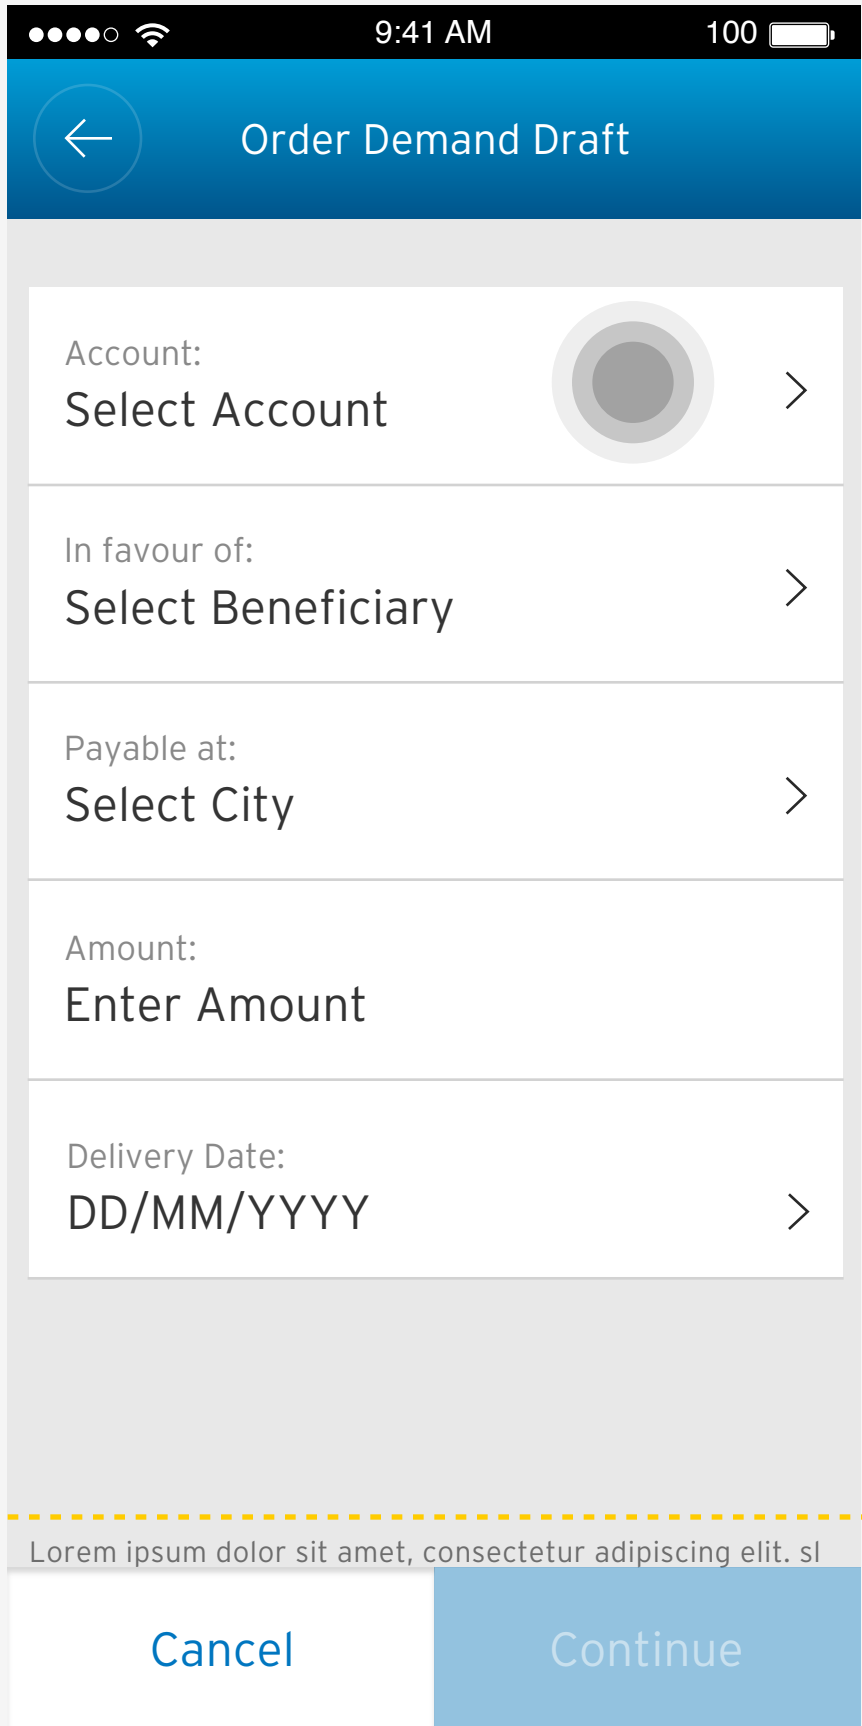 9:41 AM 100
Order Demand Draft
Account:
Select Account
In favour of:
Select Beneficiary
Payable at:
Select City
Amount:
Enter Amount
Delivery Date:
DD/MM/YYYY
Lorem ipsum dolor sit amet, consectetur adipiscing elit. sl
Cancel Continue